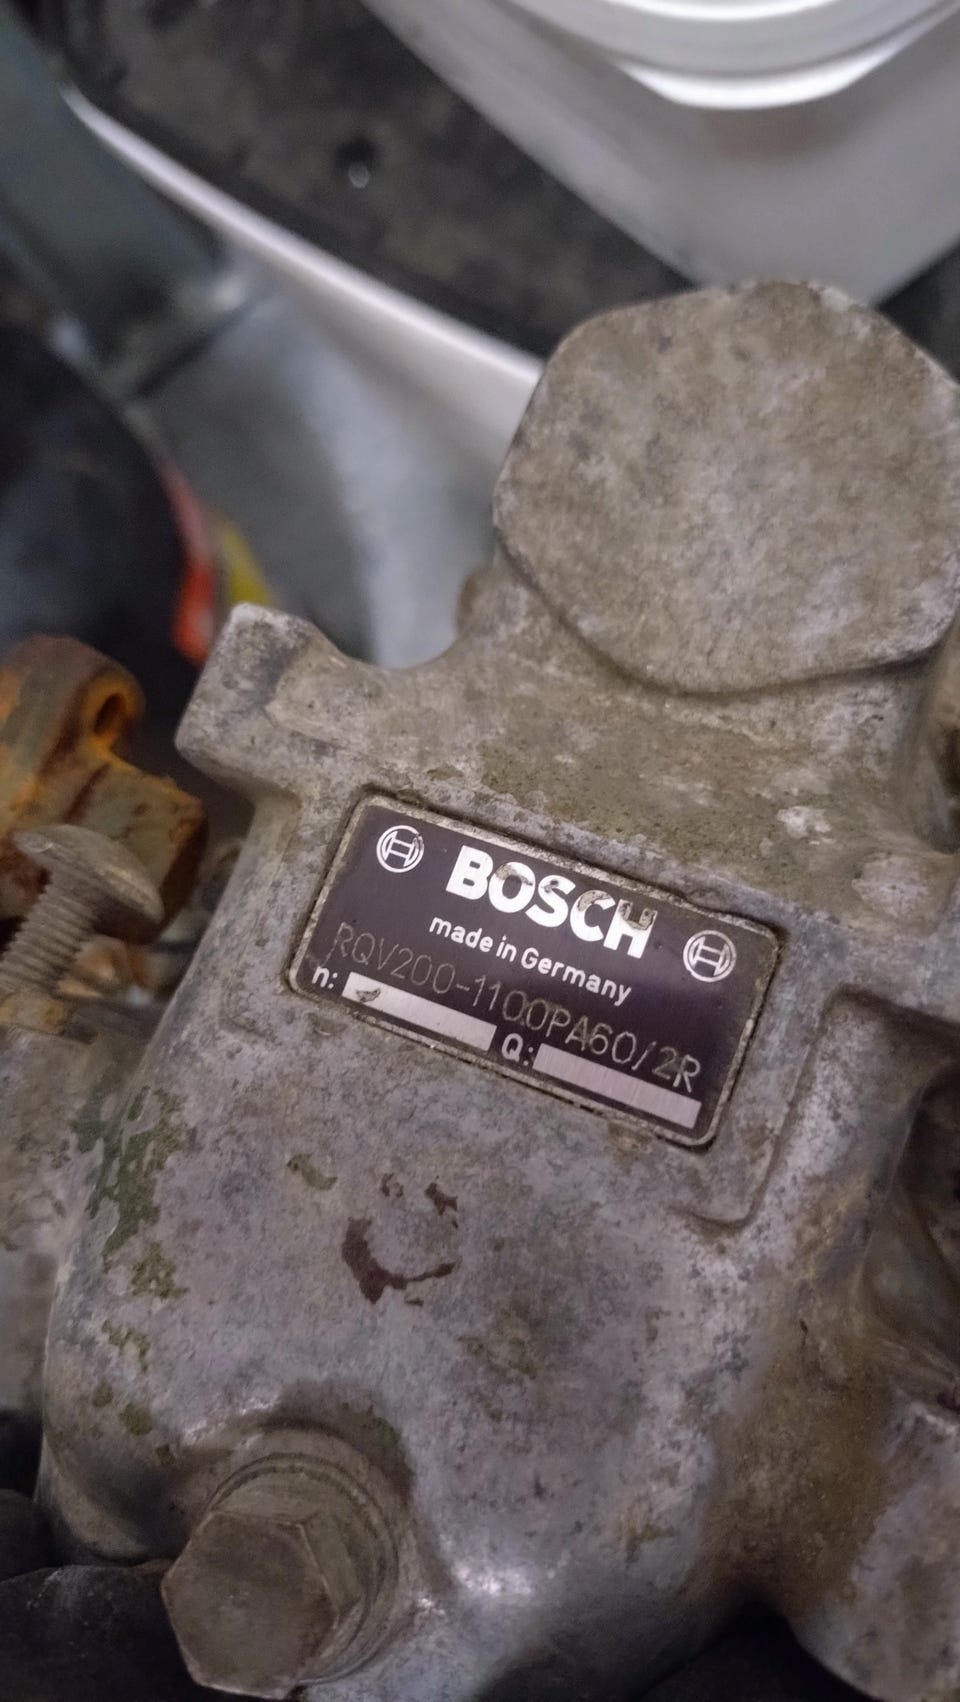 BOSCH
made in Germany
RQV200-1100PA60/2R
n:
Q: